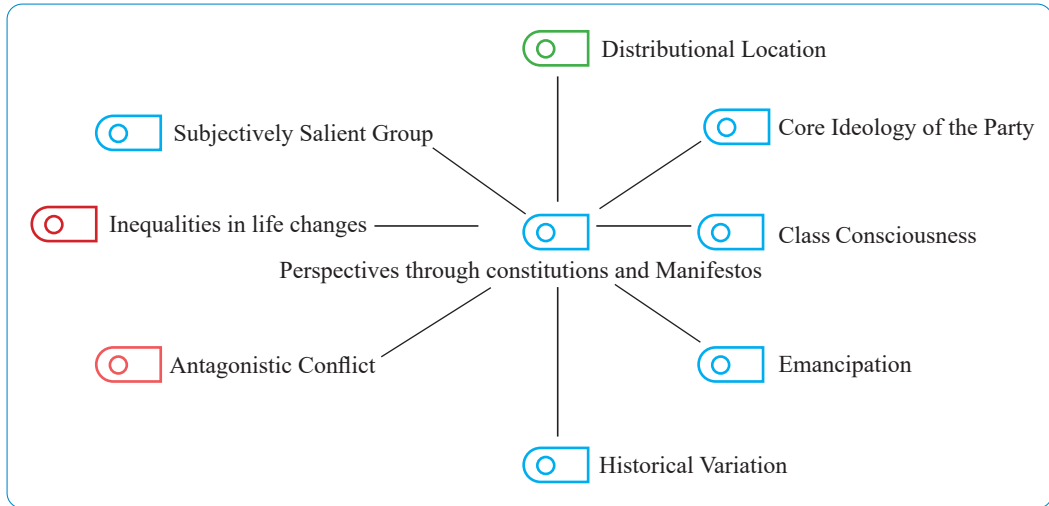 Distributional Location
Core Ideology of the Party
Subjectively Salient Group
Inequalities in life changes
Class Consciousness
Perspectives through constitutions and Manifestos
Antagonistic Conflict
Emancipation
Historical Variation